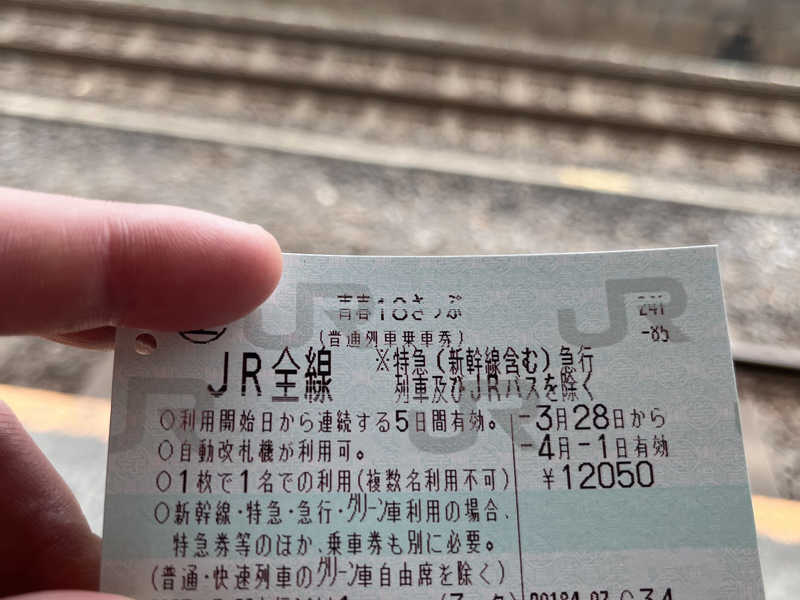 青春18きっぷ 241
(普通列車乗車券) -85
JR全線 ※特急(新幹線含む)急行
列車及びJRバスを除く
○利用開始日から連続する5日間有効。 -3月28日から
○自動改札機が利用可。 -4月-1日有効
○1枚で1名での利用(複数名利用不可) ¥12050
○新幹線・特急・急行・グリーン車利用の場合、
特急券等のほか、乗車券も別に必要。
(普通・快速列車のグリーン車自由席を除く)